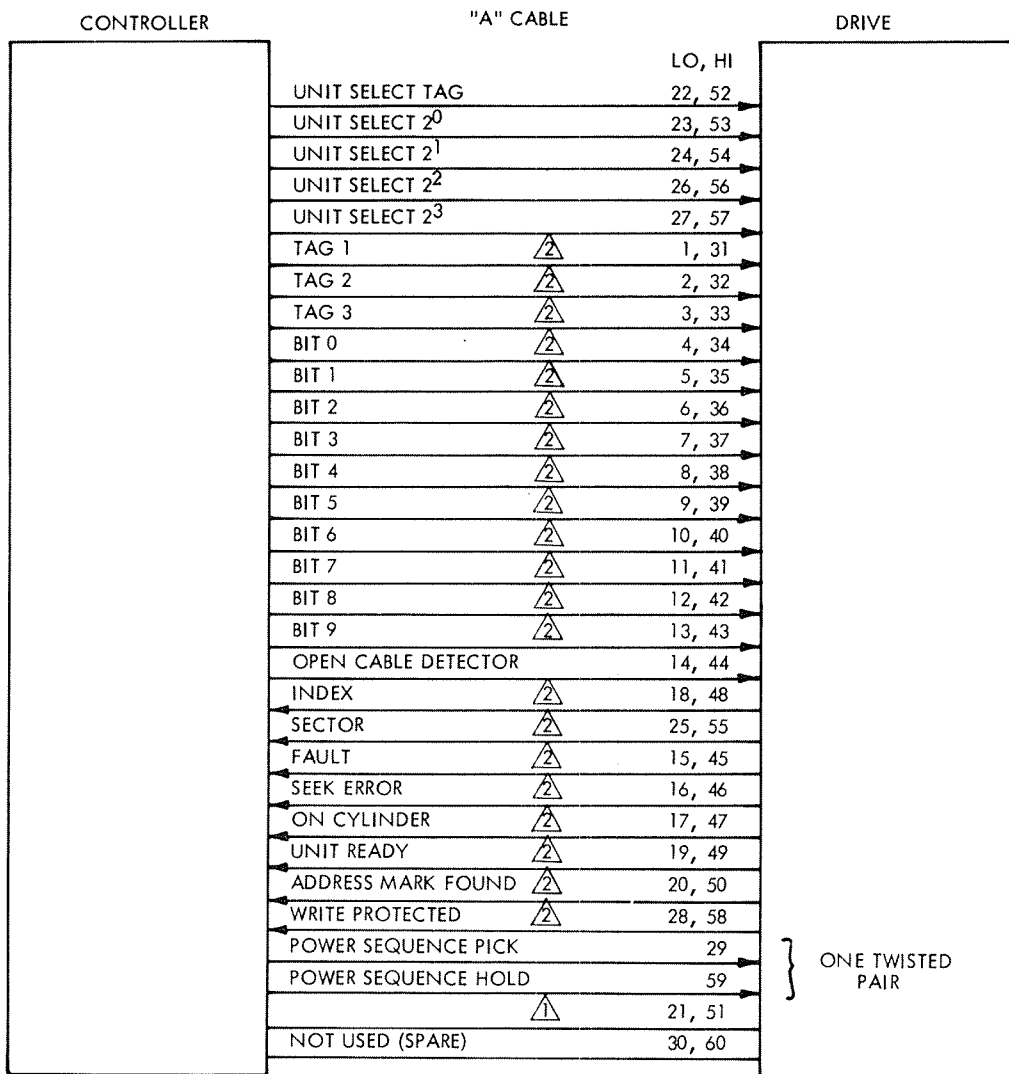 CONTROLLER "A" CABLE DRIVE
LO, HI
UNIT SELECT TAG 22, 52
UNIT SELECT 2⁰ 23, 53
UNIT SELECT 2¹ 24, 54
UNIT SELECT 2² 26, 56
UNIT SELECT 2³ 27, 57
TAG 1 2 1, 31
TAG 2 2 2, 32
TAG 3 2 3, 33
BIT 0 2 4, 34
BIT 1 2 5, 35
BIT 2 2 6, 36
BIT 3 2 7, 37
BIT 4 2 8, 38
BIT 5 2 9, 39
BIT 6 2 10, 40
BIT 7 2 11, 41
BIT 8 2 12, 42
BIT 9 2 13, 43
OPEN CABLE DETECTOR 14, 44
INDEX 2 18, 48
SECTOR 2 25, 55
FAULT 2 15, 45
SEEK ERROR 2 16, 46
ON CYLINDER 2 17, 47
UNIT READY 2 19, 49
ADDRESS MARK FOUND 2 20, 50
WRITE PROTECTED 2 28, 58
POWER SEQUENCE PICK 29
POWER SEQUENCE HOLD 59
ONE TWISTED
PAIR
1 21, 51
NOT USED (SPARE) 30, 60